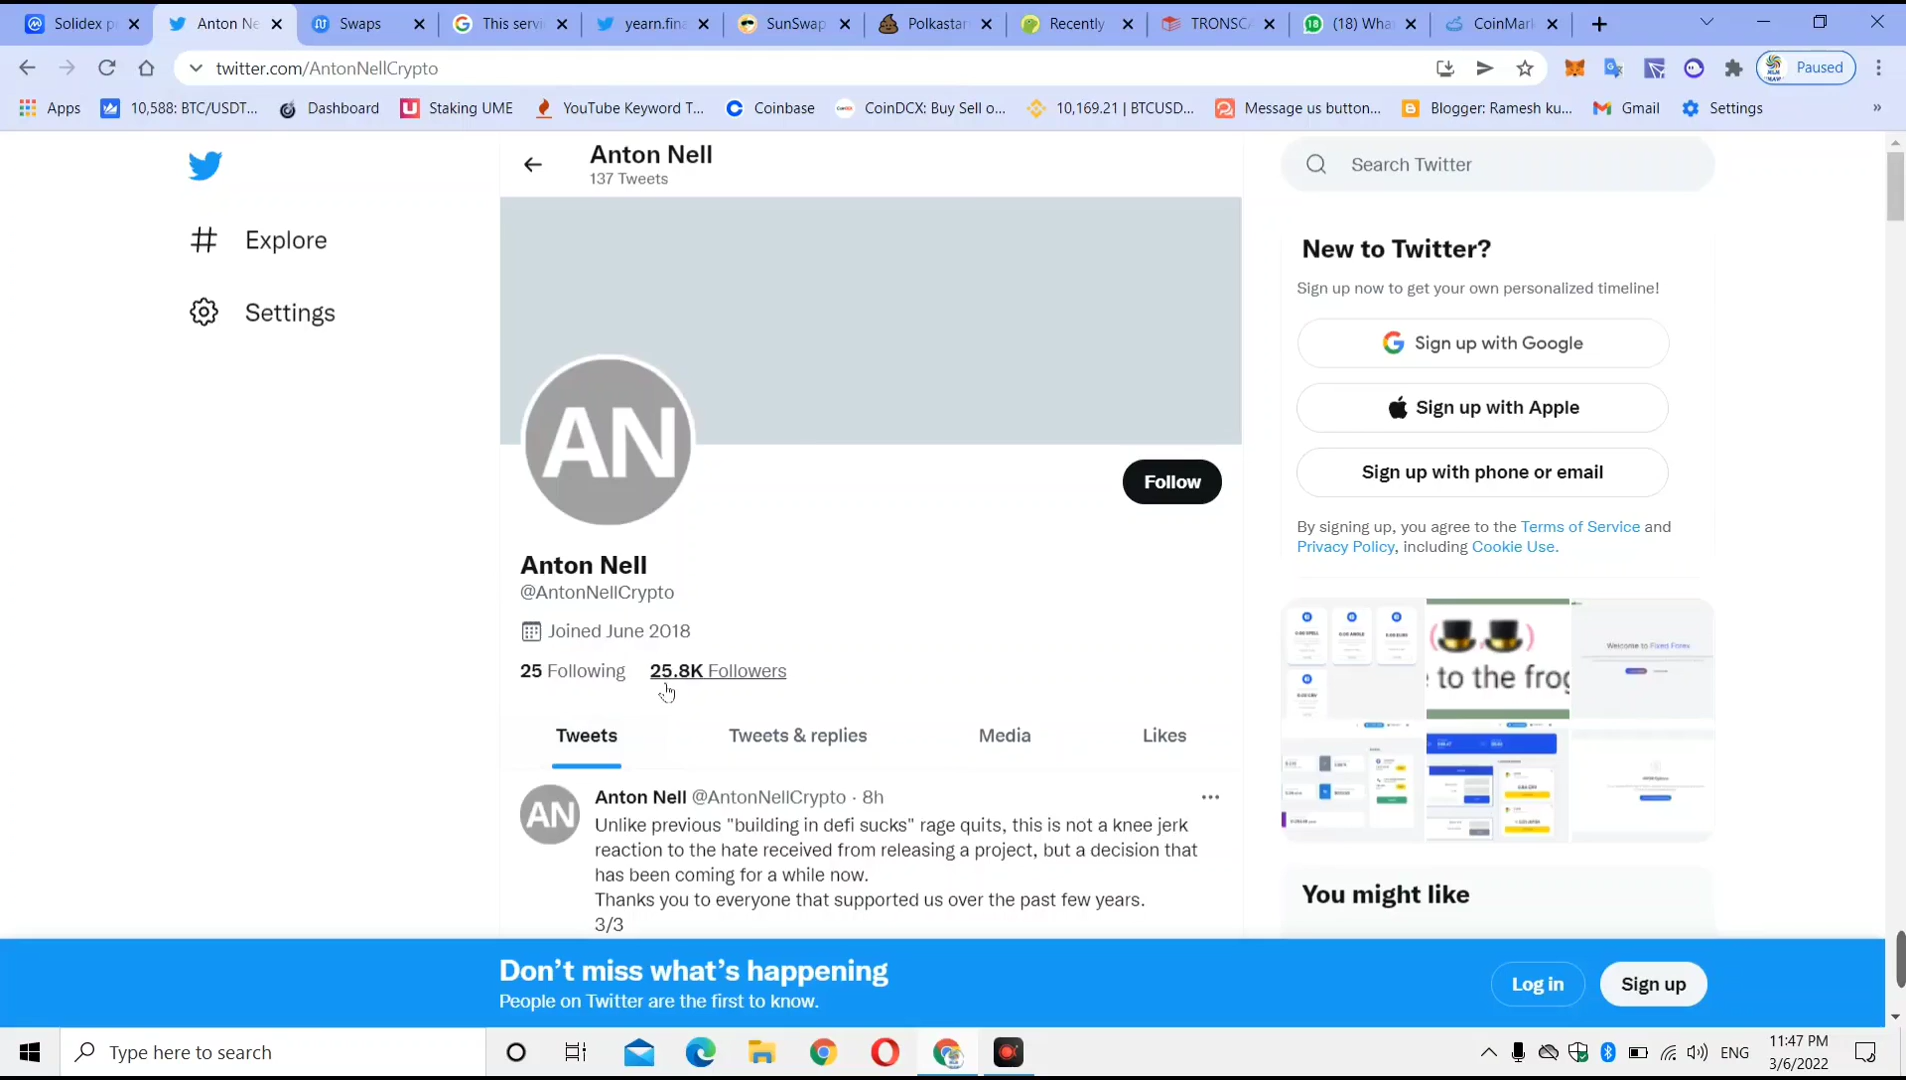 Solidex p
Anton Ne
Swaps
This servi
yearn.fina
SunSwap
Polkastar
Recently
TRONSCA
(18) Wha
CoinMar
twitter.com/AntonNellCrypto
Paused
Apps
10,588: BTC/USDT...
Dashboard
Staking UME
YouTube Keyword T...
Coinbase
CoinDCX: Buy Sell o...
10,169.21 | BTCUSD...
Message us button...
Blogger: Ramesh ku...
Gmail
Settings
»
Anton Nell
137 Tweets
Search Twitter
Explore
Settings
New to Twitter?
Sign up now to get your own personalized timeline!
Sign up with Google
Sign up with Apple
Sign up with phone or email
By signing up, you agree to the Terms of Service and
Privacy Policy, including Cookie Use.
AN
Follow
Anton Nell
@AntonNellCrypto
Joined June 2018
25 Following 25.8K Followers
Tweets
Tweets & replies
Media
Likes
to the frog
Welcome to Fixed Forex
AN
Anton Nell @AntonNellCrypto · 8h
Unlike previous "building in defi sucks" rage quits, this is not a knee jerk
reaction to the hate received from releasing a project, but a decision that
has been coming for a while now.
Thanks you to everyone that supported us over the past few years.
3/3
You might like
Don't miss what's happening
People on Twitter are the first to know.
Log in
Sign up
Type here to search
ENG
11:47 PM
3/6/2022